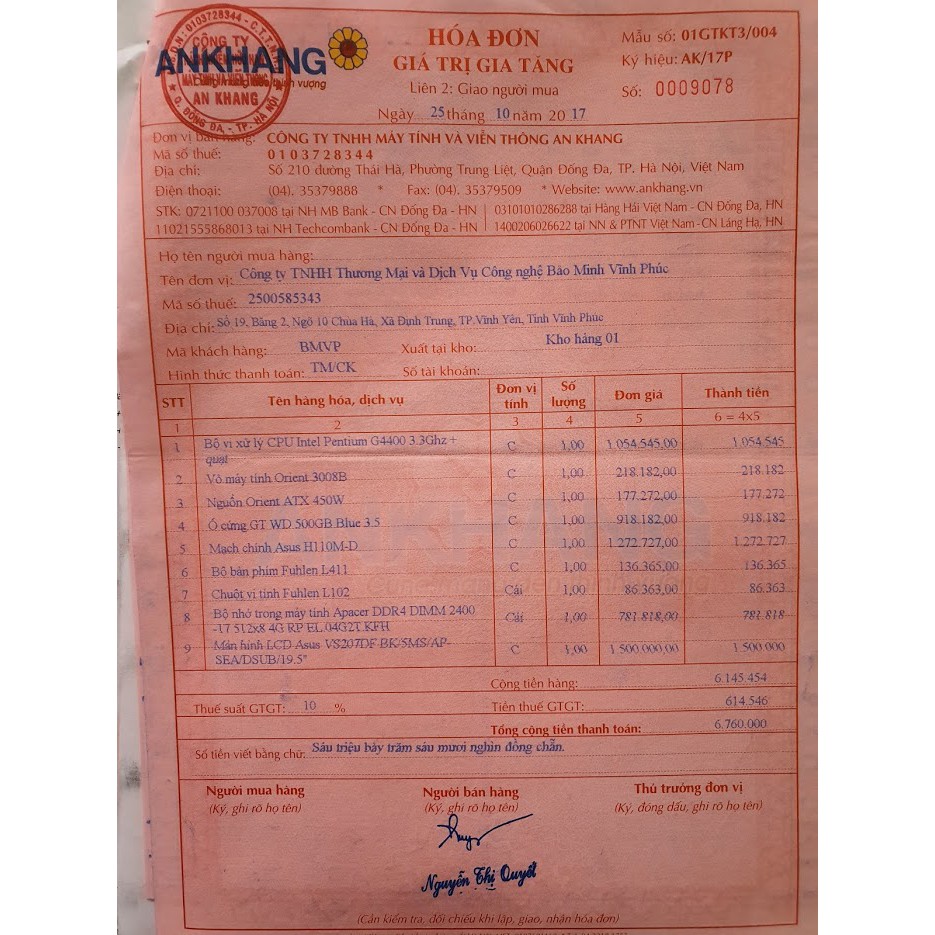 M.S.D.N:0103728344 - C.T.T.N
CÔNG TY
MÁY TÍNH VÀ VIỄN THÔNG
AN KHANG
Q. ĐỐNG ĐA - TP. HÀ NỘI
ANKHANG
thịnh vượng
HÓA ĐƠN
GIÁ TRỊ GIA TĂNG
Liên 2: Giao người mua
Ngày 25 tháng 10 năm 2017
Mẫu số: 01GTKT3/004
Ký hiệu: AK/17P
Số: 0009078
Đơn vị bán hàng: CÔNG TY TNHH MÁY TÍNH VÀ VIỄN THÔNG AN KHANG
Mã số thuế: 0103728344
Địa chỉ: Số 210 đường Thái Hà, Phường Trung Liệt, Quận Đống Đa, TP. Hà Nội, Việt Nam
Điện thoại: (04). 35379888 * Fax: (04). 35379509 * Website: www.ankhang.vn
STK: 0721100 037008 tại NH MB Bank - CN Đống Đa - HN | 03101010286288 tại Hàng Hải Việt Nam - CN Đống Đa, HN
11021555868013 tại NH Techcombank - CN Đống Đa - HN | 1400206026622 tại NN & PTNT Việt Nam - CN Láng Hạ, HN
Họ tên người mua hàng:
Tên đơn vị: Công ty TNHH Thương Mại và Dịch Vụ Công nghệ Bảo Minh Vĩnh Phúc
Mã số thuế: 2500585343
Địa chỉ: Số 19, Băng 2, Ngõ 10 Chùa Hà, Xã Định Trung, TP.Vĩnh Yên, Tỉnh Vĩnh Phúc
Mã khách hàng: BMVP Xuất tại kho: Kho hàng 01
Hình thức thanh toán: TM/CK Số tài khoản:
STT Tên hàng hóa, dịch vụ Đơn vị tính Số lượng Đơn giá Thành tiền
1 2 3 4 5 6 = 4x5
1 Bộ vi xử lý CPU Intel Pentium G4400 3.3Ghz + C 1,00 1.054.545,00 1.054.545
quạt
2 Vỏ máy tính Orient 3008B C 1,00 218.182,00 218.182
3 Nguồn Orient ATX 450W C 1,00 177.272,00 177.272
4 Ổ cứng GT WD 500GB Blue 3.5 C 1,00 918.182,00 918.182
5 Mạch chính Asus H110M-D C 1,00 1.272.727,00 1.272.727
6 Bộ bàn phím Fuhlen L411 C 1,00 136.365,00 136.365
7 Chuột vi tính Fuhlen L102 Cái 1,00 86.363,00 86.363
8 Bộ nhớ trong máy tính Apacer DDR4 DIMM 2400 Cái 1,00 781.818,00 781.818
-17 512x8 4G RP EL.04G2T.KFH
9 Màn hình LCD Asus VS207DF BK/5MS/AP- C 1,00 1.500.000,00 1.500.000
SEA/DSUB/19.5"
Cộng tiền hàng: 6.145.454
Thuế suất GTGT: 10 % Tiền thuế GTGT: 614.546
Tổng cộng tiền thanh toán: 6.760.000
Số tiền viết bằng chữ: Sáu triệu bảy trăm sáu mươi nghìn đồng chẵn.
Người mua hàng Người bán hàng Thủ trưởng đơn vị
(Ký, ghi rõ họ tên) (Ký, ghi rõ họ tên) (Ký, đóng dấu, ghi rõ họ tên)
Nguyễn Thị Quyết
(Cần kiểm tra, đối chiếu khi lập, giao, nhận hóa đơn)